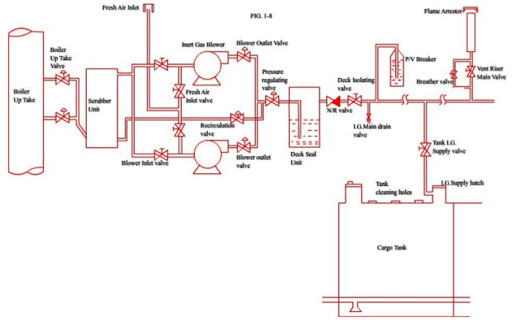 Fresh Air Inlet
FIG. 1-8
Flame Arrestor
Boiler
Up Take
Valve
Inert Gas Blower
Blower Outlet Valve
P/V Breaker
Vent Riser
Main Valve
Boiler
Up Take
Scrubber
Unit
Fresh Air
Inlet valve
Pressure
regulating
valve
Deck Isolating
valve
Breather valve
N/R valve
I.G.Main drain
valve
Recirculation
valve
Blower Inlet valve
Blower outlet
valve
Deck Seal
Unit
Tank I.G.
Supply valve
Tank
cleaning holes
I.G.Supply hatch
Cargo Tank